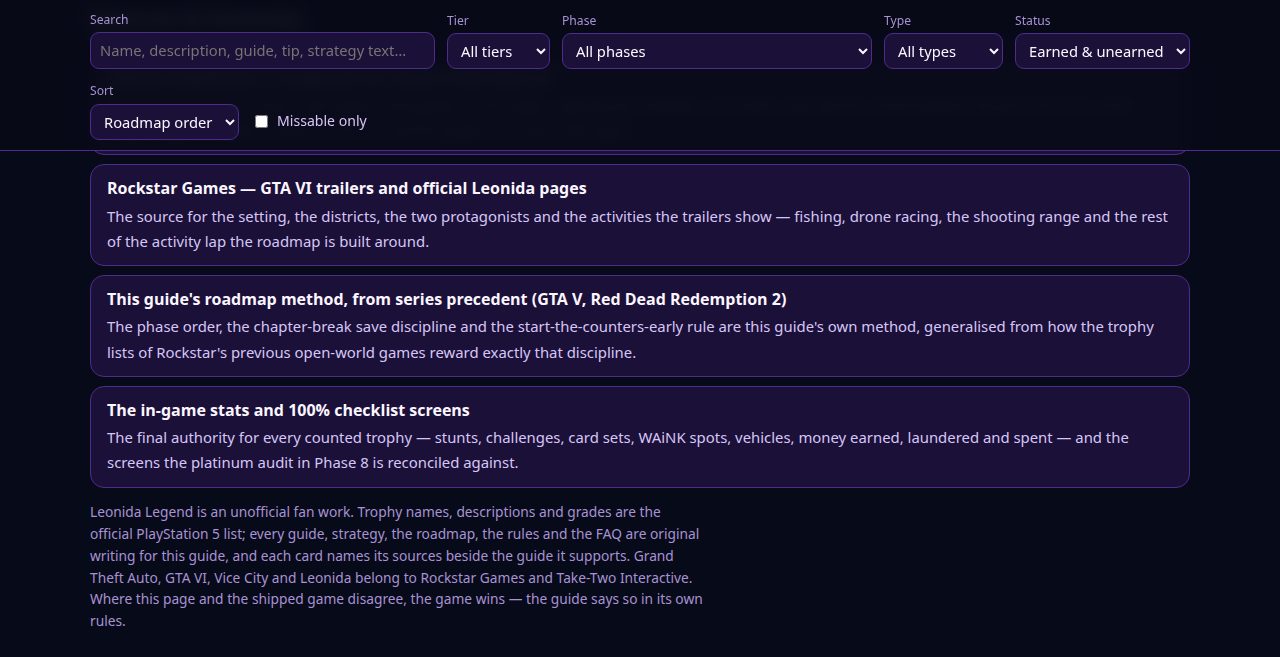 Search
Tier
Phase
Type
Status
Name, description, guide, tip, strategy text...
All tiers
All phases
All types
Earned & unearned
Sort
Roadmap order
Missable only
Rockstar Games — GTA VI trailers and official Leonida pages
The source for the setting, the districts, the two protagonists and the activities the trailers show — fishing, drone racing, the shooting range and the rest
of the activity lap the roadmap is built around.
This guide's roadmap method, from series precedent (GTA V, Red Dead Redemption 2)
The phase order, the chapter-break save discipline and the start-the-counters-early rule are this guide's own method, generalised from how the trophy
lists of Rockstar's previous open-world games reward exactly that discipline.
The in-game stats and 100% checklist screens
The final authority for every counted trophy — stunts, challenges, card sets, WAiNK spots, vehicles, money earned, laundered and spent — and the
screens the platinum audit in Phase 8 is reconciled against.
Leonida Legend is an unofficial fan work. Trophy names, descriptions and grades are the
official PlayStation 5 list; every guide, strategy, the roadmap, the rules and the FAQ are original
writing for this guide, and each card names its sources beside the guide it supports. Grand
Theft Auto, GTA VI, Vice City and Leonida belong to Rockstar Games and Take-Two Interactive.
Where this page and the shipped game disagree, the game wins — the guide says so in its own
rules.